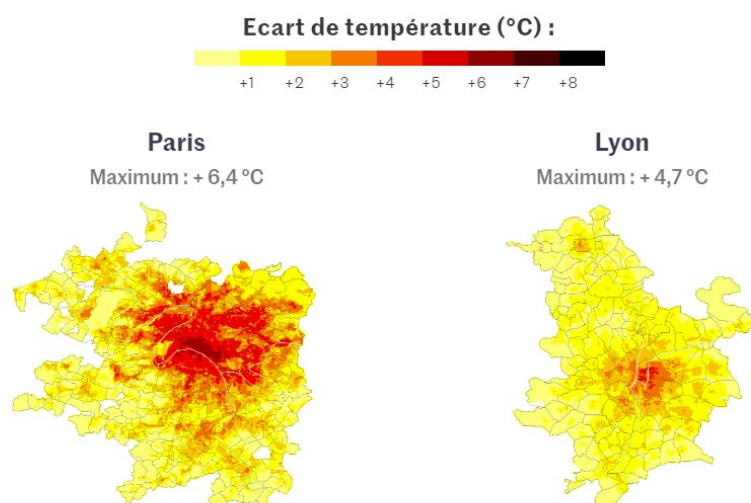 Ecart de température (°C) :
+1 +2 +3 +4 +5 +6 +7 +8
Paris
Maximum : + 6,4 °C
Lyon
Maximum : + 4,7 °C